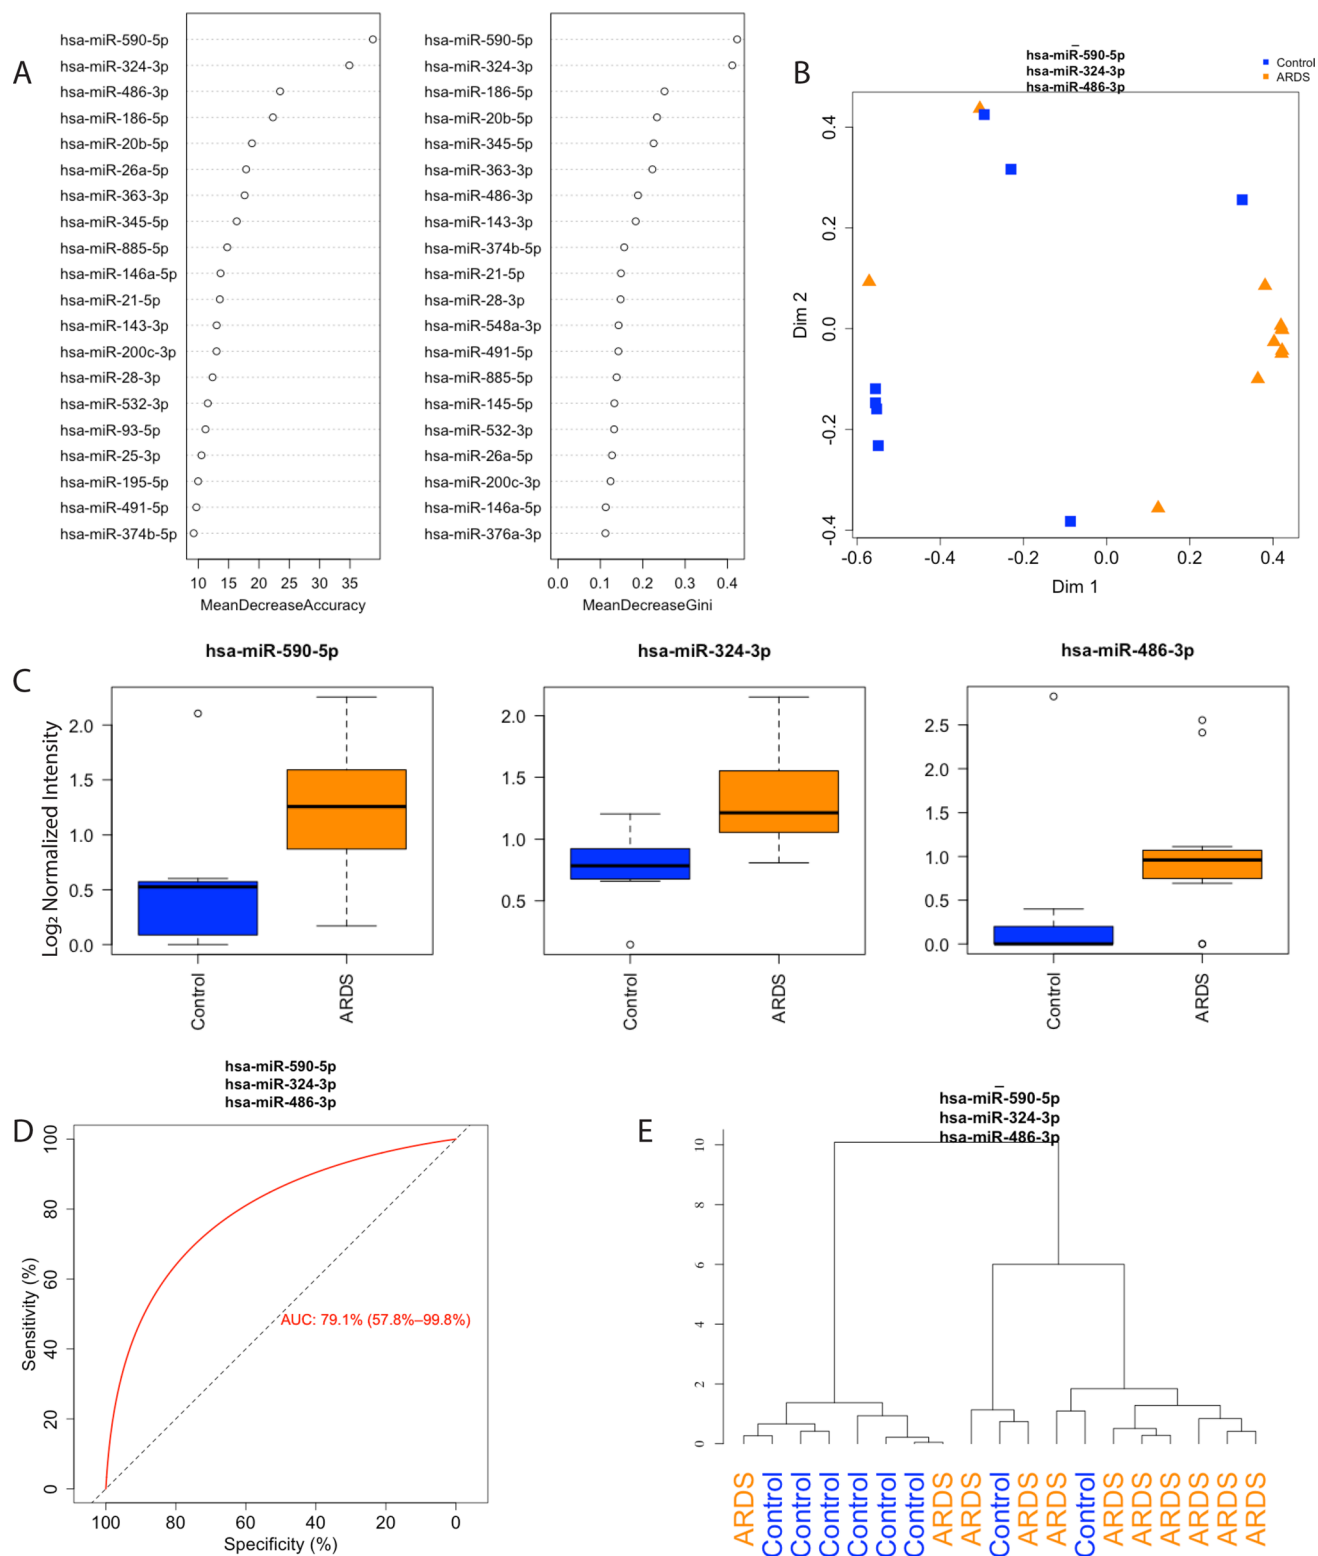 A
hsa-miR-590-5p
hsa-miR-324-3p
hsa-miR-486-3p
hsa-miR-186-5p
hsa-miR-20b-5p
hsa-miR-26a-5p
hsa-miR-363-3p
hsa-miR-345-5p
hsa-miR-885-5p
hsa-miR-146a-5p
hsa-miR-21-5p
hsa-miR-143-3p
hsa-miR-200c-3p
hsa-miR-28-3p
hsa-miR-532-3p
hsa-miR-93-5p
hsa-miR-25-3p
hsa-miR-195-5p
hsa-miR-491-5p
hsa-miR-374b-5p
10 15 20 25 30 35
MeanDecreaseAccuracy
hsa-miR-590-5p
hsa-miR-324-3p
hsa-miR-186-5p
hsa-miR-20b-5p
hsa-miR-345-5p
hsa-miR-363-3p
hsa-miR-486-3p
hsa-miR-143-3p
hsa-miR-374b-5p
hsa-miR-21-5p
hsa-miR-28-3p
hsa-miR-548a-3p
hsa-miR-491-5p
hsa-miR-885-5p
hsa-miR-145-5p
hsa-miR-532-3p
hsa-miR-26a-5p
hsa-miR-200c-3p
hsa-miR-146a-5p
hsa-miR-376a-3p
0.0 0.1 0.2 0.3 0.4
MeanDecreaseGini
B
hsa-miR-590-5p
hsa-miR-324-3p
hsa-miR-486-3p
Control
ARDS
0.4
0.2
0.0
-0.2
-0.4
Dim 2
-0.6 -0.4 -0.2 0.0 0.2 0.4
Dim 1
C
hsa-miR-590-5p
Log₂ Normalized Intensity
2.0
1.5
1.0
0.5
0.0
Control ARDS
hsa-miR-324-3p
2.0
1.5
1.0
0.5
Control ARDS
hsa-miR-486-3p
2.5
2.0
1.5
1.0
0.5
0.0
Control ARDS
D
hsa-miR-590-5p
hsa-miR-324-3p
hsa-miR-486-3p
Sensitivity (%)
100
80
60
40
20
0
AUC: 79.1% (57.8%–99.8%)
100 80 60 40 20 0
Specificity (%)
E
hsa-miR-590-5p
hsa-miR-324-3p
hsa-miR-486-3p
10
8
6
4
2
0
ARDS Control Control Control Control Control Control ARDS ARDS Control ARDS ARDS Control ARDS ARDS ARDS ARDS ARDS ARDS